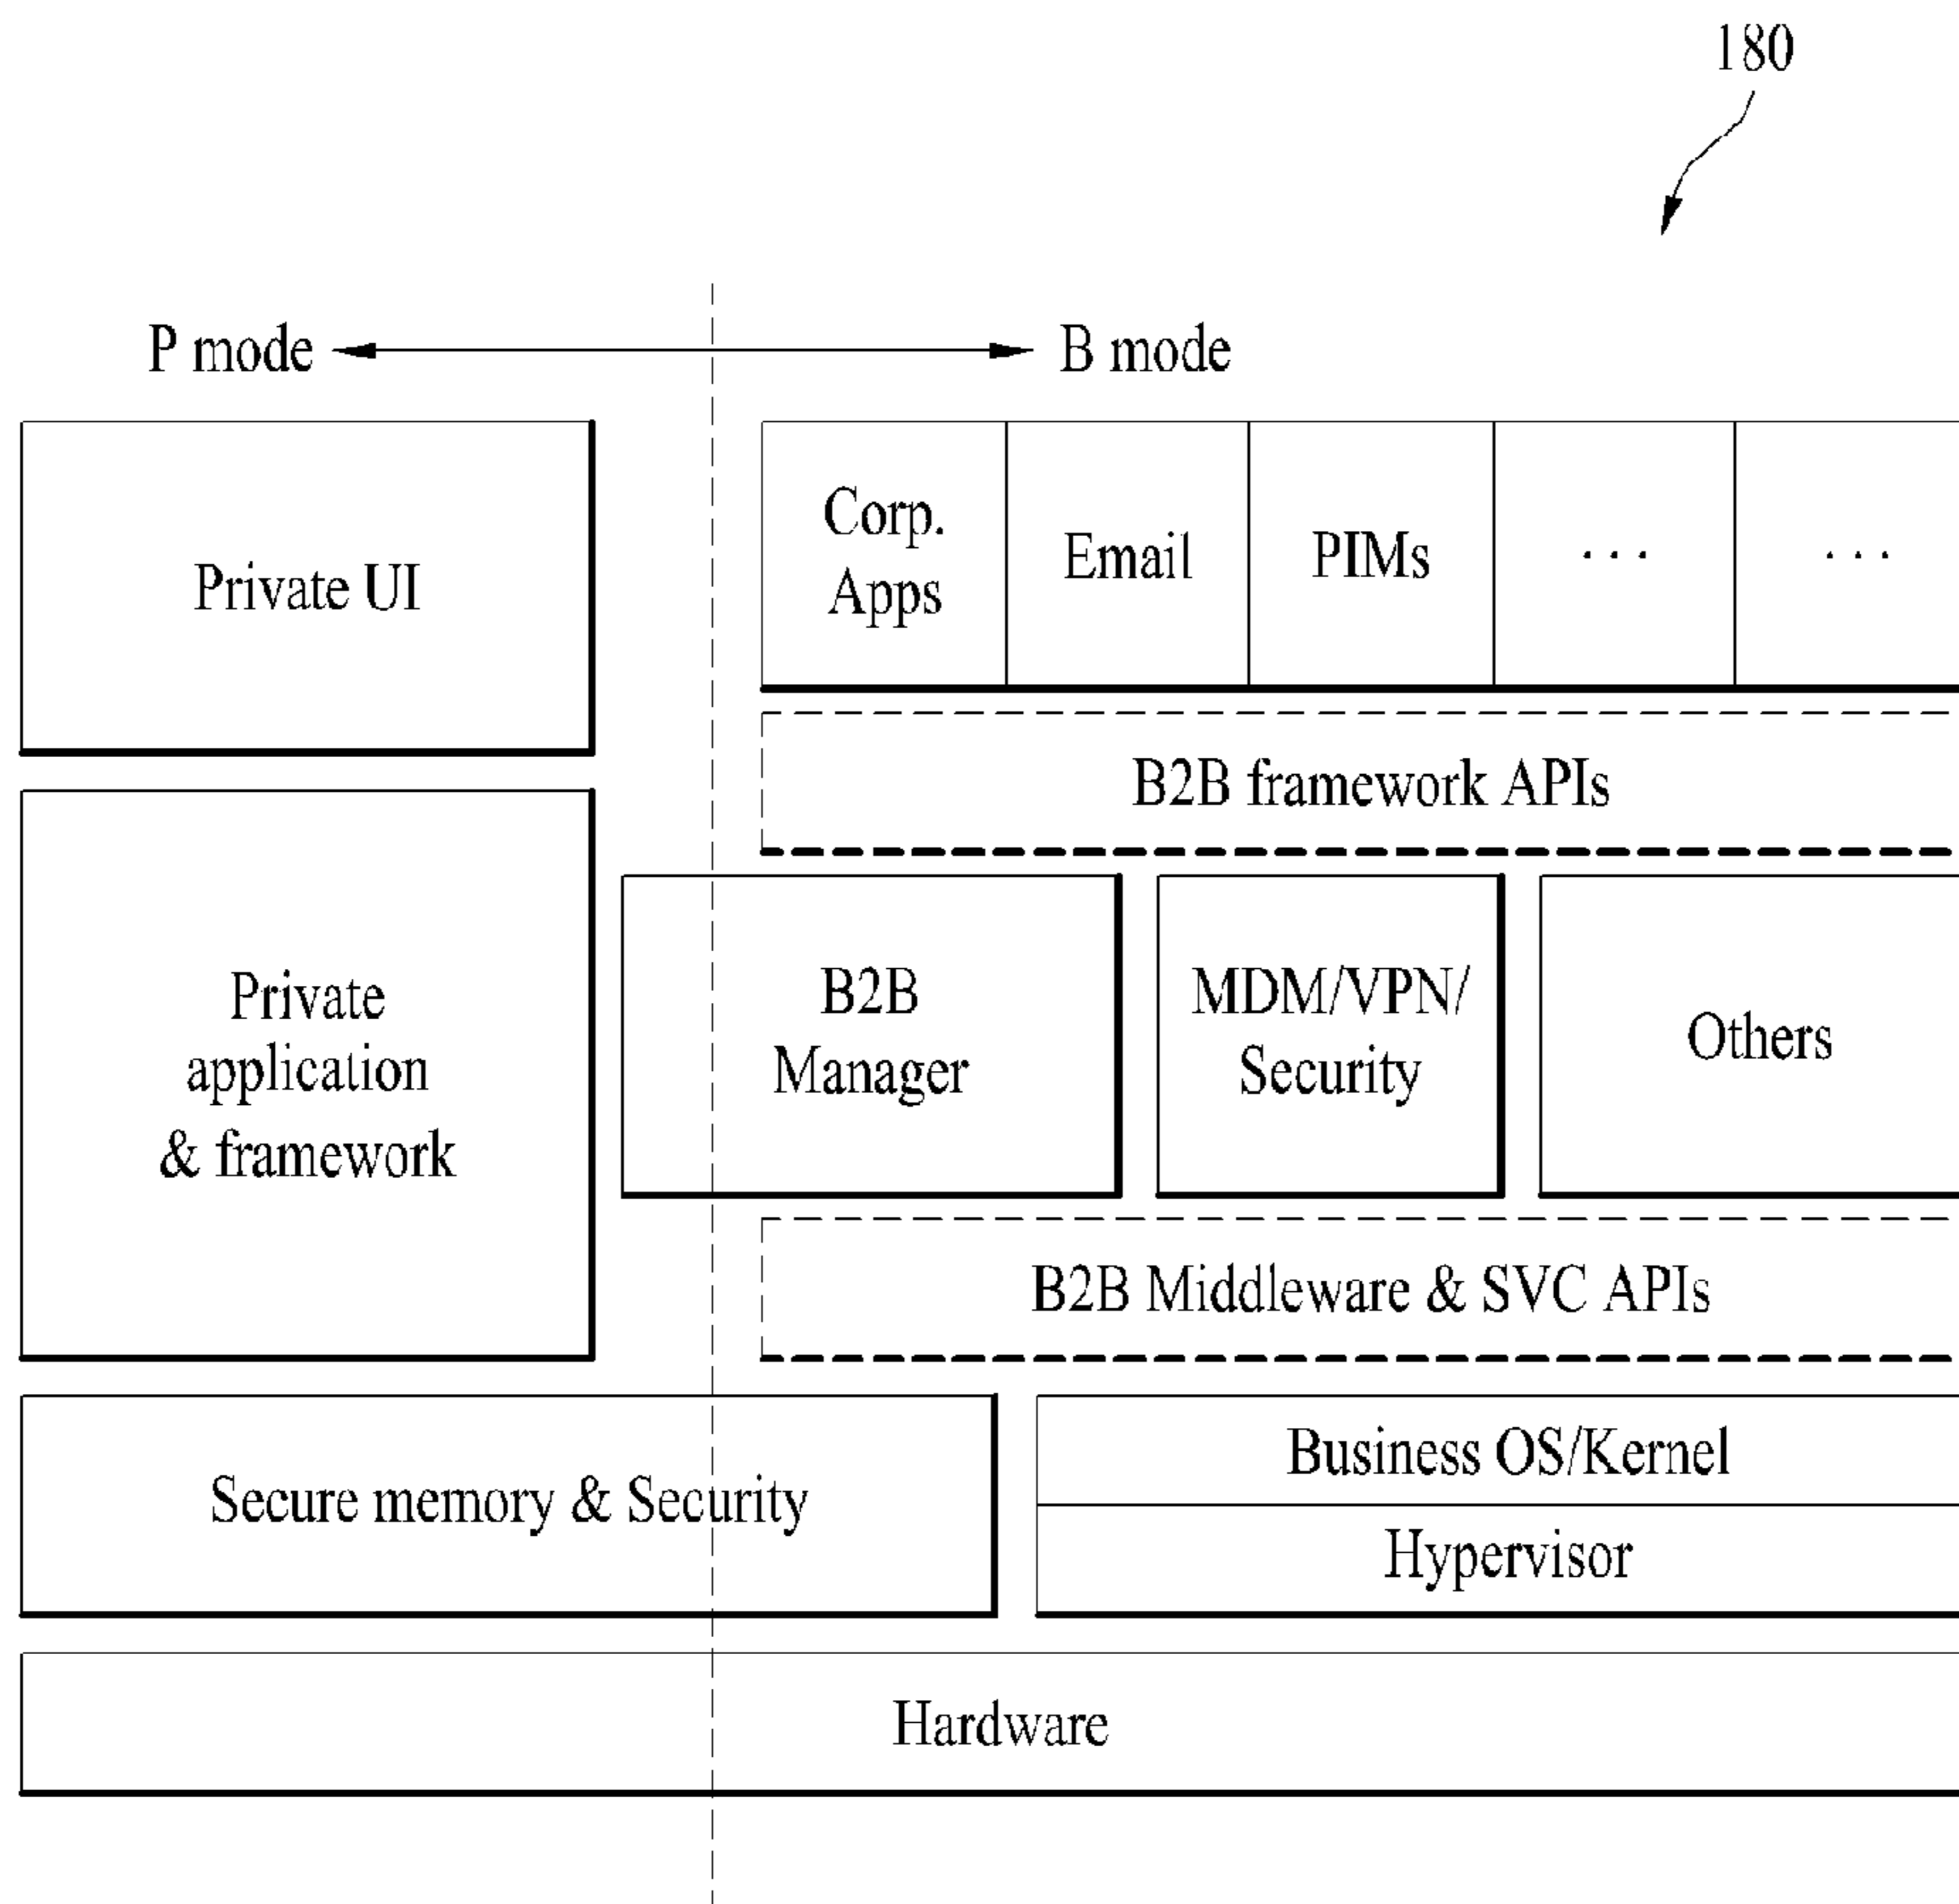 180
P mode
B mode
Private UI
Corp.
Apps
Email
PIMs
...
...
B2B framework APIs
Private
application
& framework
B2B
Manager
MDM/VPN/
Security
Others
B2B Middleware & SVC APIs
Secure memory & Security
Business OS/Kernel
Hypervisor
Hardware